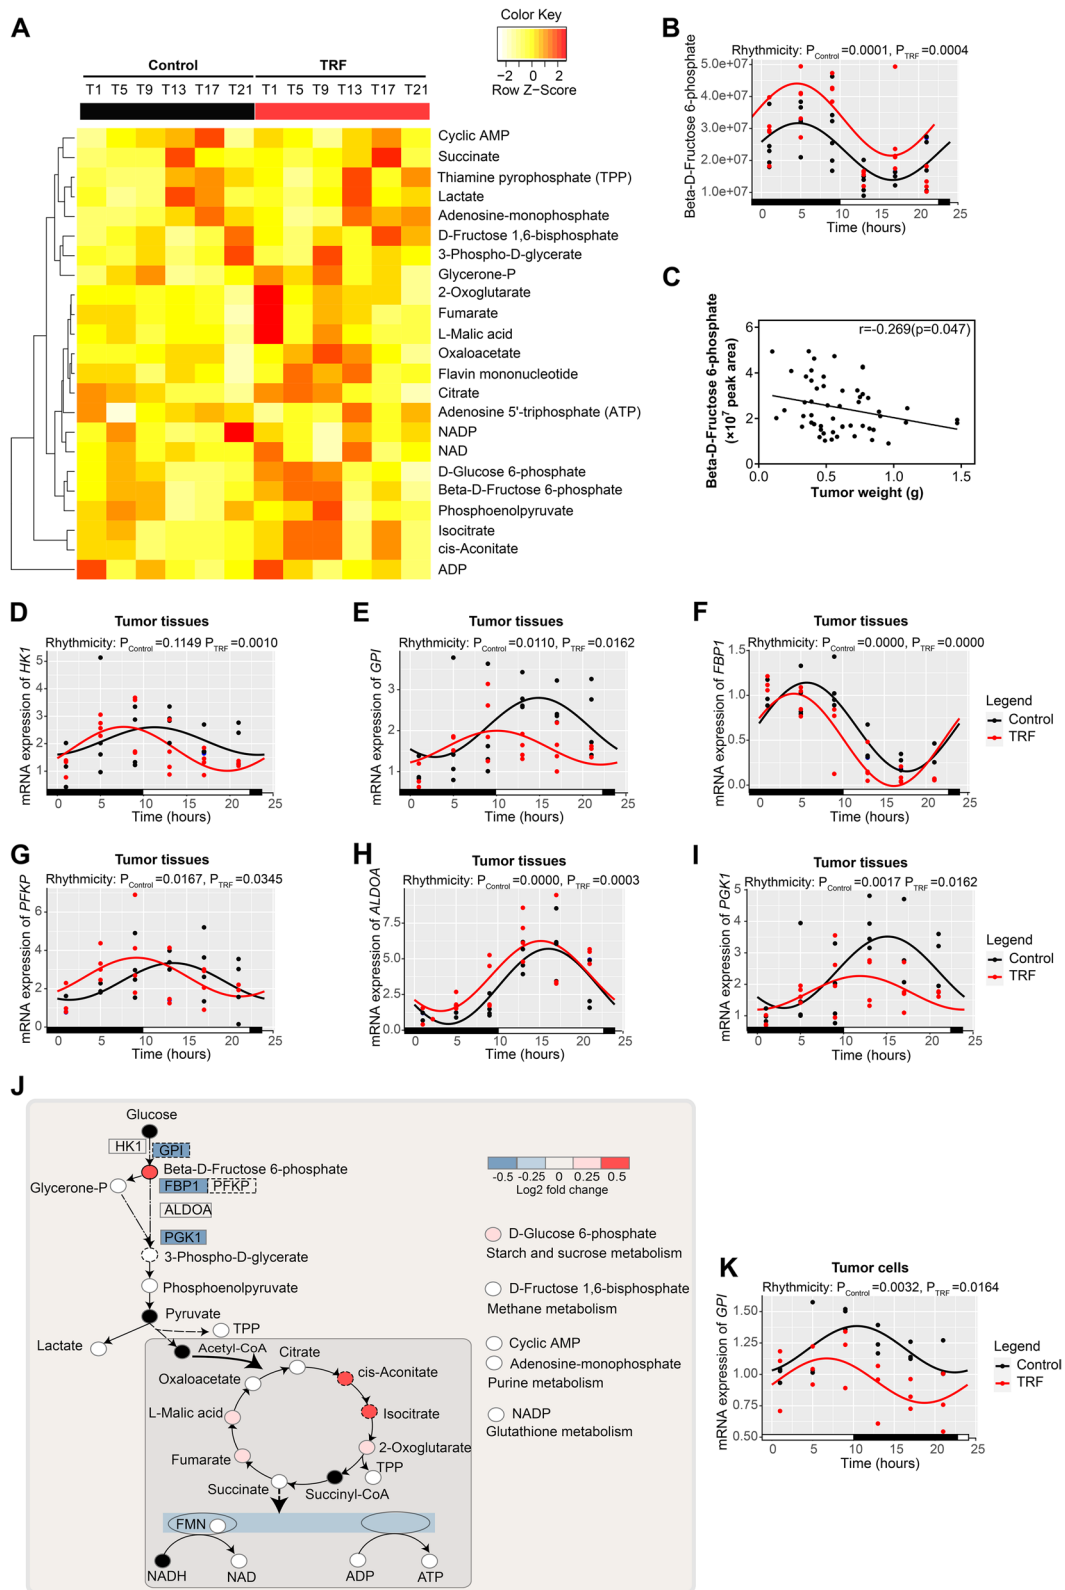 A
Color Key
-2 0 2
Row Z-Score
Control TRF
T1 T5 T9 T13 T17 T21 T1 T5 T9 T13 T17 T21
Cyclic AMP
Succinate
Thiamine pyrophosphate (TPP)
Lactate
Adenosine-monophosphate
D-Fructose 1,6-bisphosphate
3-Phospho-D-glycerate
Glycerone-P
2-Oxoglutarate
Fumarate
L-Malic acid
Oxaloacetate
Flavin mononucleotide
Citrate
Adenosine 5'-triphosphate (ATP)
NADP
NAD
D-Glucose 6-phosphate
Beta-D-Fructose 6-phosphate
Phosphoenolpyruvate
Isocitrate
cis-Aconitate
ADP
B
Rhythmicity: PControl =0.0001, PTRF =0.0004
Beta-D-Fructose 6-phosphate
5.0e+07
4.0e+07
3.0e+07
2.0e+07
1.0e+07
0 5 10 15 20 25
Time (hours)
C
r=-0.269(p=0.047)
Beta-D-Fructose 6-phosphate
(×10⁷ peak area)
6
4
2
0
0.0 0.5 1.0 1.5
Tumor weight (g)
D
Tumor tissues
Rhythmicity: PControl =0.1149 PTRF =0.0010
mRNA expression of HK1
5
4
3
2
1
0 5 10 15 20 25
Time (hours)
E
Tumor tissues
Rhythmicity: PControl =0.0110, PTRF =0.0162
mRNA expression of GPI
3
2
1
0 5 10 15 20 25
Time (hours)
F
Tumor tissues
Rhythmicity: PControl =0.0000, PTRF =0.0000
mRNA expression of FBP1
1.5
1.0
0.5
0.0
0 5 10 15 20 25
Time (hours)
Legend
Control
TRF
G
Tumor tissues
Rhythmicity: PControl =0.0167, PTRF =0.0345
mRNA expression of PFKP
6
4
2
0
0 5 10 15 20 25
Time (hours)
H
Tumor tissues
Rhythmicity: PControl =0.0000, PTRF =0.0003
mRNA expression of ALDOA
7.5
5.0
2.5
0.0
0 5 10 15 20 25
Time (hours)
I
Tumor tissues
Rhythmicity: PControl =0.0017 PTRF =0.0162
mRNA expression of PGK1
5
4
3
2
1
0 5 10 15 20 25
Time (hours)
Legend
Control
TRF
J
Glucose
HK1
GPI
Beta-D-Fructose 6-phosphate
Glycerone-P
FBP1 PFKP
ALDOA
PGK1
3-Phospho-D-glycerate
Phosphoenolpyruvate
Pyruvate
Lactate
TPP
Acetyl-CoA
Citrate
Oxaloacetate
cis-Aconitate
L-Malic acid
Isocitrate
Fumarate
2-Oxoglutarate
TPP
Succinate
Succinyl-CoA
FMN
NADH NAD ADP ATP
-0.5 -0.25 0 0.25 0.5
Log2 fold change
D-Glucose 6-phosphate
Starch and sucrose metabolism
D-Fructose 1,6-bisphosphate
Methane metabolism
Cyclic AMP
Adenosine-monophosphate
Purine metabolism
NADP
Glutathione metabolism
K
Tumor cells
Rhythmicity: PControl =0.0032, PTRF =0.0164
mRNA expression of GPI
1.50
1.25
1.00
0.75
0.50
0 5 10 15 20 25
Time (hours)
Legend
Control
TRF